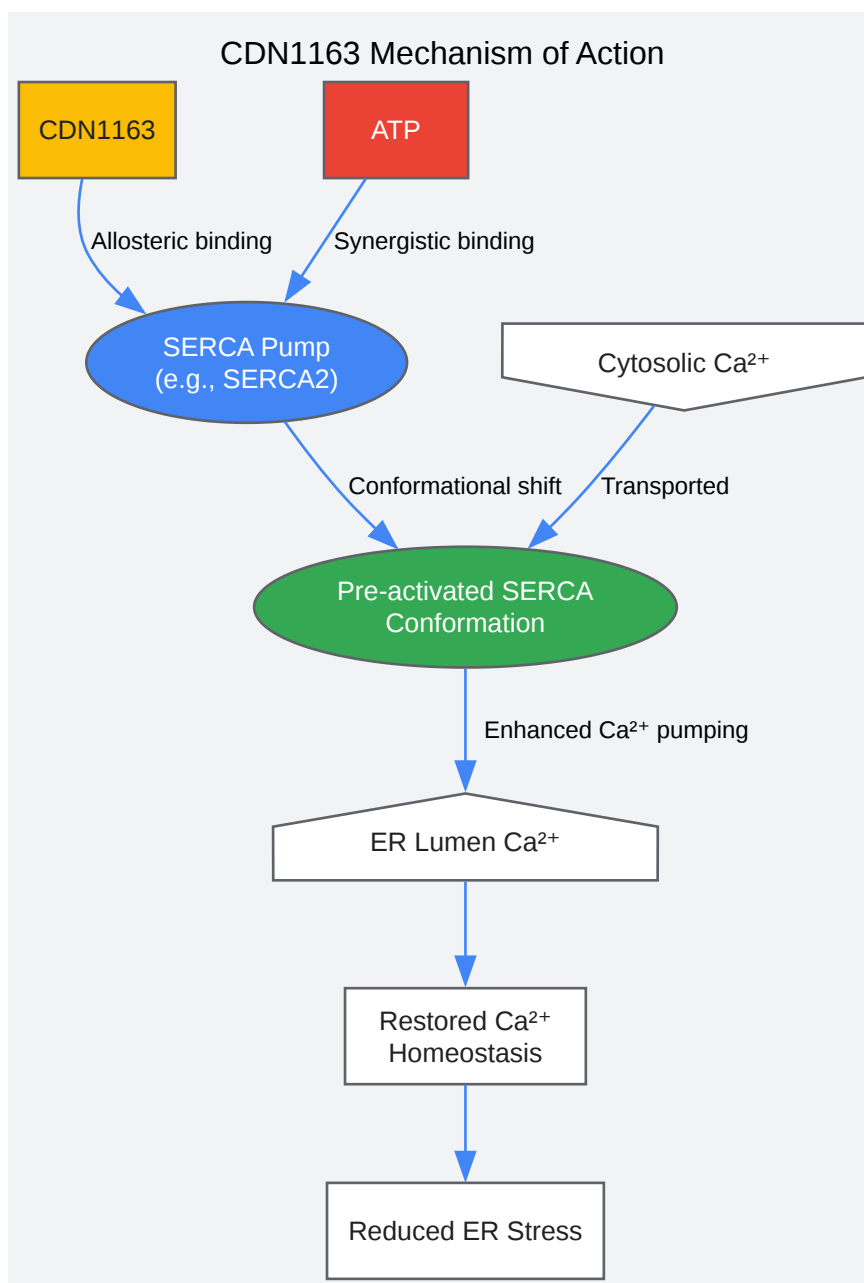 CDN1163 Mechanism of Action
CDN1163
ATP
Allosteric binding
Synergistic binding
SERCA Pump
(e.g., SERCA2)
Cytosolic Ca²⁺
Conformational shift
Transported
Pre-activated SERCA
Conformation
Enhanced Ca²⁺ pumping
ER Lumen Ca²⁺
Restored Ca²⁺
Homeostasis
Reduced ER Stress